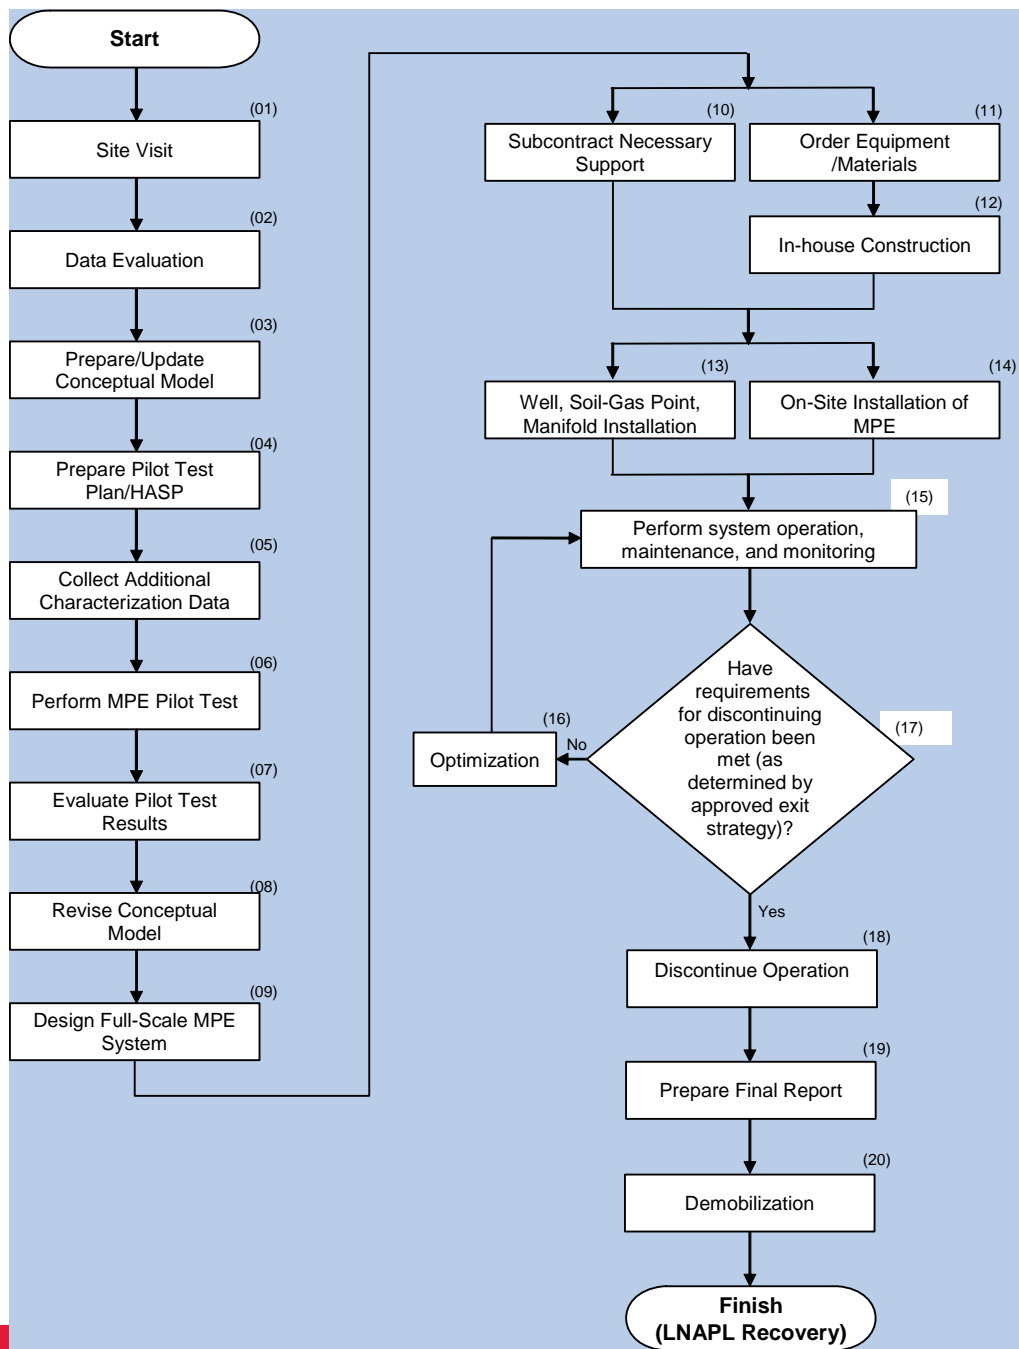 Start
(01)
Site Visit
(02)
Data Evaluation
(03)
Prepare/Update
Conceptual Model
(04)
Prepare Pilot Test
Plan/HASP
(05)
Collect Additional
Characterization Data
(06)
Perform MPE Pilot Test
(07)
Evaluate Pilot Test
Results
(08)
Revise Conceptual
Model
(09)
Design Full-Scale MPE
System
(10)
Subcontract Necessary
Support
(11)
Order Equipment
/Materials
(12)
In-house Construction
(13)
Well, Soil-Gas Point,
Manifold Installation
(14)
On-Site Installation of
MPE
(15)
Perform system operation,
maintenance, and monitoring
(16)
Optimization
No
(17)
Have
requirements
for discontinuing
operation been
met (as
determined by
approved exit
strategy)?
Yes
(18)
Discontinue Operation
(19)
Prepare Final Report
(20)
Demobilization
Finish
(LNAPL Recovery)